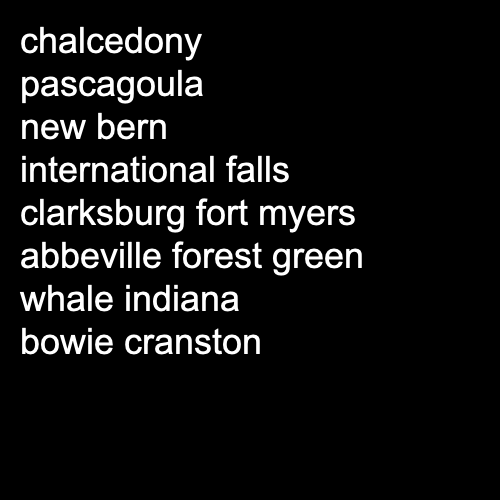 chalcedony
pascagoula
new bern
international falls
clarksburg fort myers
abbeville forest green
whale indiana
bowie cranston